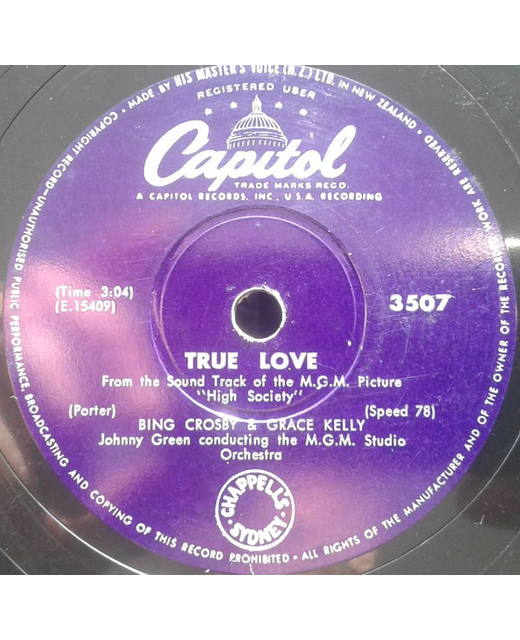 MADE BY HIS MASTER'S VOICE (N.Z.) LTD. IN NEW ZEALAND.
REGISTERED USER
Capitol
TRADE MARKS REGD.
A CAPITOL RECORDS, INC., U.S.A. RECORDING
(Time 3:04)
(E.15409)
3507
TRUE LOVE
From the Sound Track of the M.G.M. Picture
"High Society"
(Porter)
(Speed 78)
BING CROSBY & GRACE KELLY
Johnny Green conducting the M.G.M. Studio
Orchestra
CHAPPELL'S
SYDNEY
COPYRIGHT RECORD—UNAUTHORISED PUBLIC PERFORMANCE, BROADCASTING AND COPYING OF THIS RECORD PROHIBITED • ALL RIGHTS OF THE MANUFACTURER AND OF THE OWNER OF THE RECORDED WORK ARE RESERVED